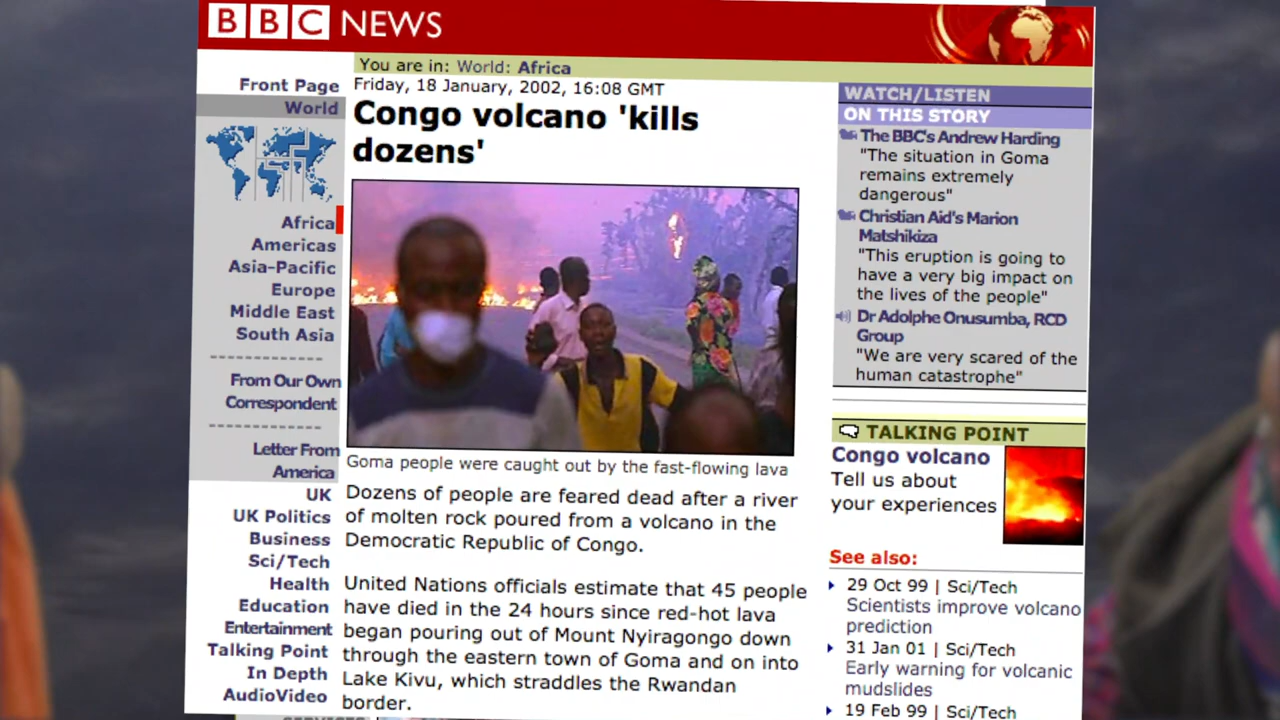 BBC NEWS
You are in: World: Africa
Friday, 18 January, 2002, 16:08 GMT
Congo volcano 'kills
dozens'
Goma people were caught out by the fast-flowing lava
Dozens of people are feared dead after a river
of molten rock poured from a volcano in the
Democratic Republic of Congo.
United Nations officials estimate that 45 people
have died in the 24 hours since red-hot lava
began pouring out of Mount Nyiragongo down
through the eastern town of Goma and on into
Lake Kivu, which straddles the Rwandan
border.
Front Page
World
Africa
Americas
Asia-Pacific
Europe
Middle East
South Asia
-------------
From Our Own
Correspondent
-------------
Letter From
America
UK
UK Politics
Business
Sci/Tech
Health
Education
Entertainment
Talking Point
In Depth
AudioVideo
WATCH/LISTEN
ON THIS STORY
The BBC's Andrew Harding
"The situation in Goma
remains extremely
dangerous"
Christian Aid's Marion
Matshikiza
"This eruption is going to
have a very big impact on
the lives of the people"
Dr Adolphe Onusumba, RCD
Group
"We are very scared of the
human catastrophe"
TALKING POINT
Congo volcano
Tell us about
your experiences
See also:
29 Oct 99 | Sci/Tech
Scientists improve volcano
prediction
31 Jan 01 | Sci/Tech
Early warning for volcanic
mudslides
19 Feb 99 | Sci/Tech